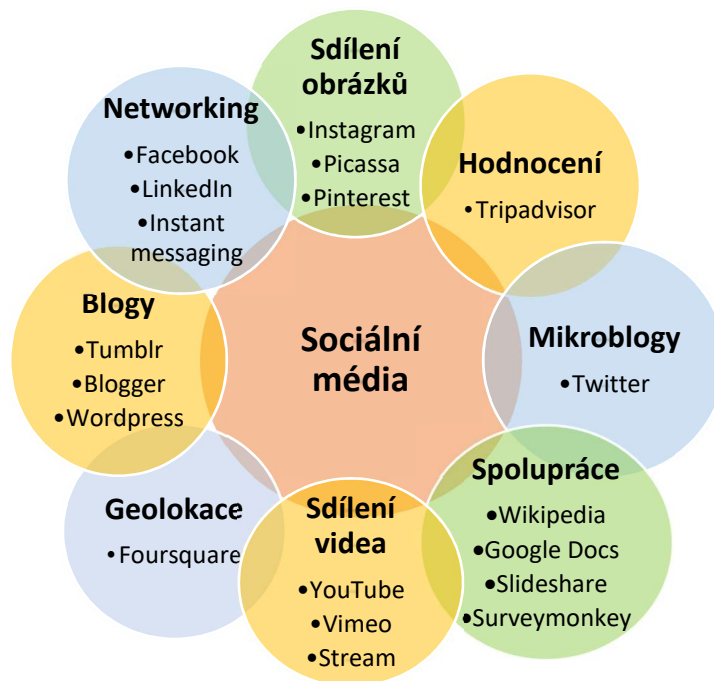 Sdílení
obrázků
•Instagram
•Picassa
•Pinterest
Hodnocení
• Tripadvisor
Mikroblogy
•Twitter
Spolupráce
•Wikipedia
•Google Docs
•Slideshare
•Surveymonkey
Sdílení
videa
•YouTube
•Vimeo
•Stream
Geolokace
• Foursquare
Blogy
•Tumblr
•Blogger
•Wordpress
Networking
•Facebook
•LinkedIn
•Instant
messaging
Sociální
média